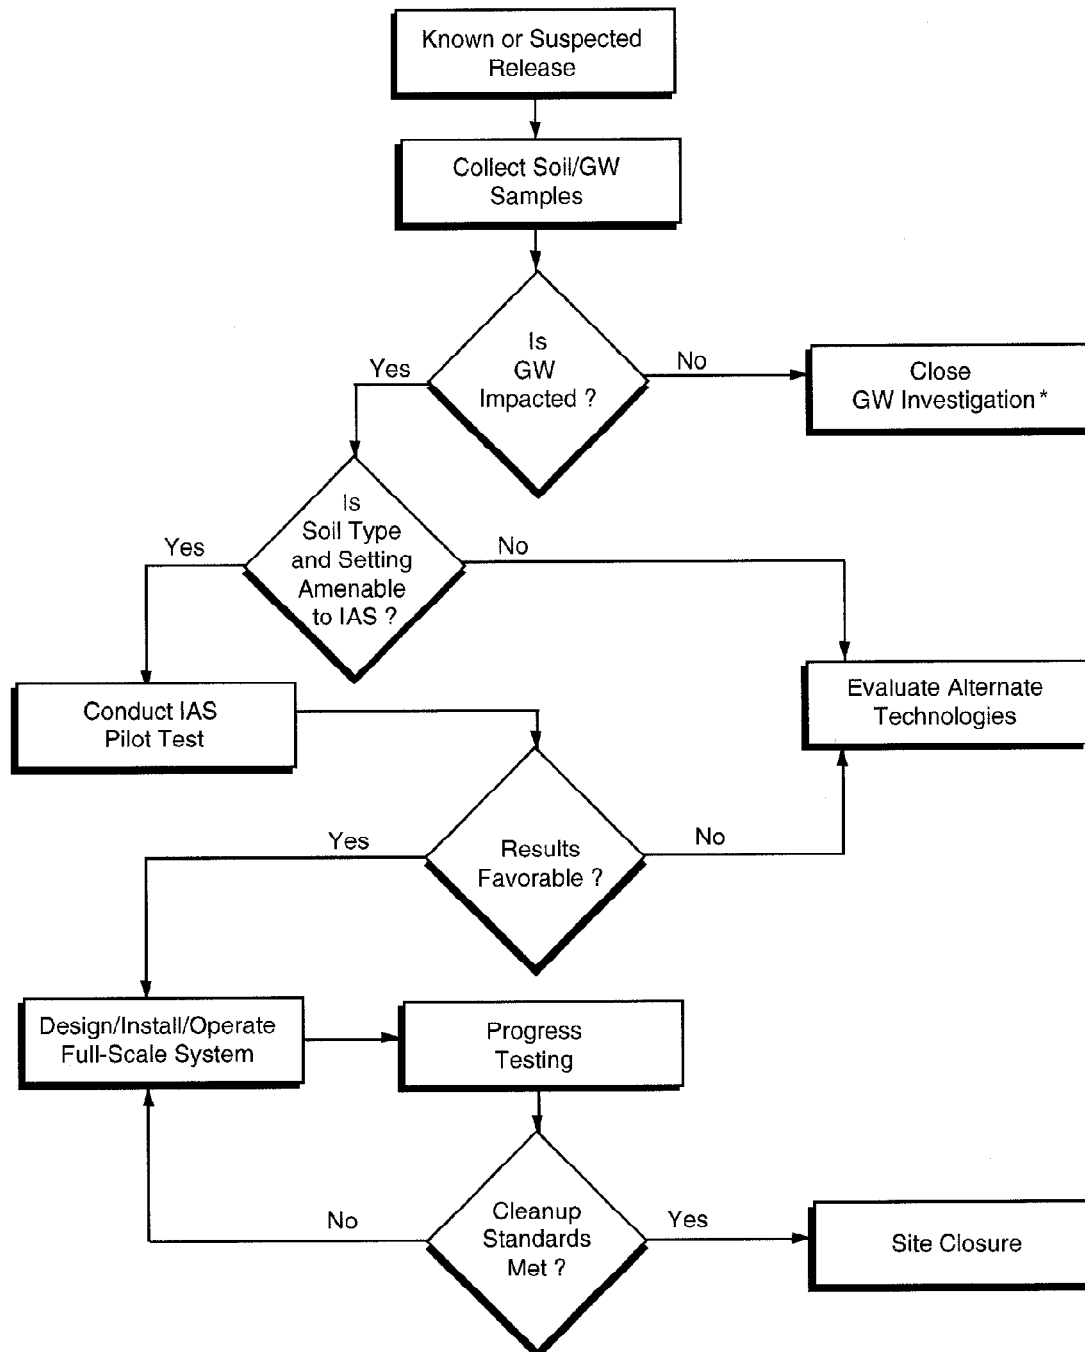 Known or Suspected
Release
Collect Soil/GW
Samples
Is
GW
Impacted ?
Yes
No
Close
GW Investigation*
Is
Soil Type
and Setting
Amenable
to IAS ?
Yes
No
Conduct IAS
Pilot Test
Evaluate Alternate
Technologies
Results
Favorable ?
Yes
No
Design/Install/Operate
Full-Scale System
Progress
Testing
Cleanup
Standards
Met ?
No
Yes
Site Closure